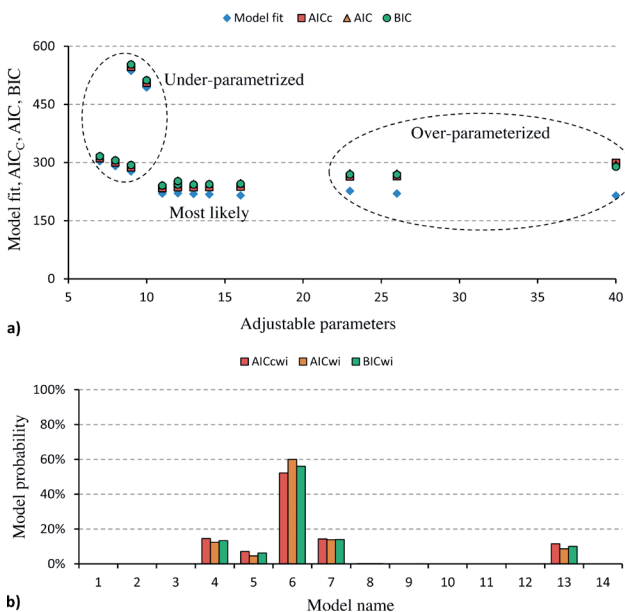 Model fit AICc AIC BIC
600
450
300
150
0
Model fit, AICC, AIC, BIC
Under-parametrized
Over-parameterized
Most likely
5 10 15 20 25 30 35 40
Adjustable parameters
a)
AICcwi AICwi BICwi
100%
80%
60%
40%
20%
0%
Model probability
1 2 3 4 5 6 7 8 9 10 11 12 13 14
Model name
b)